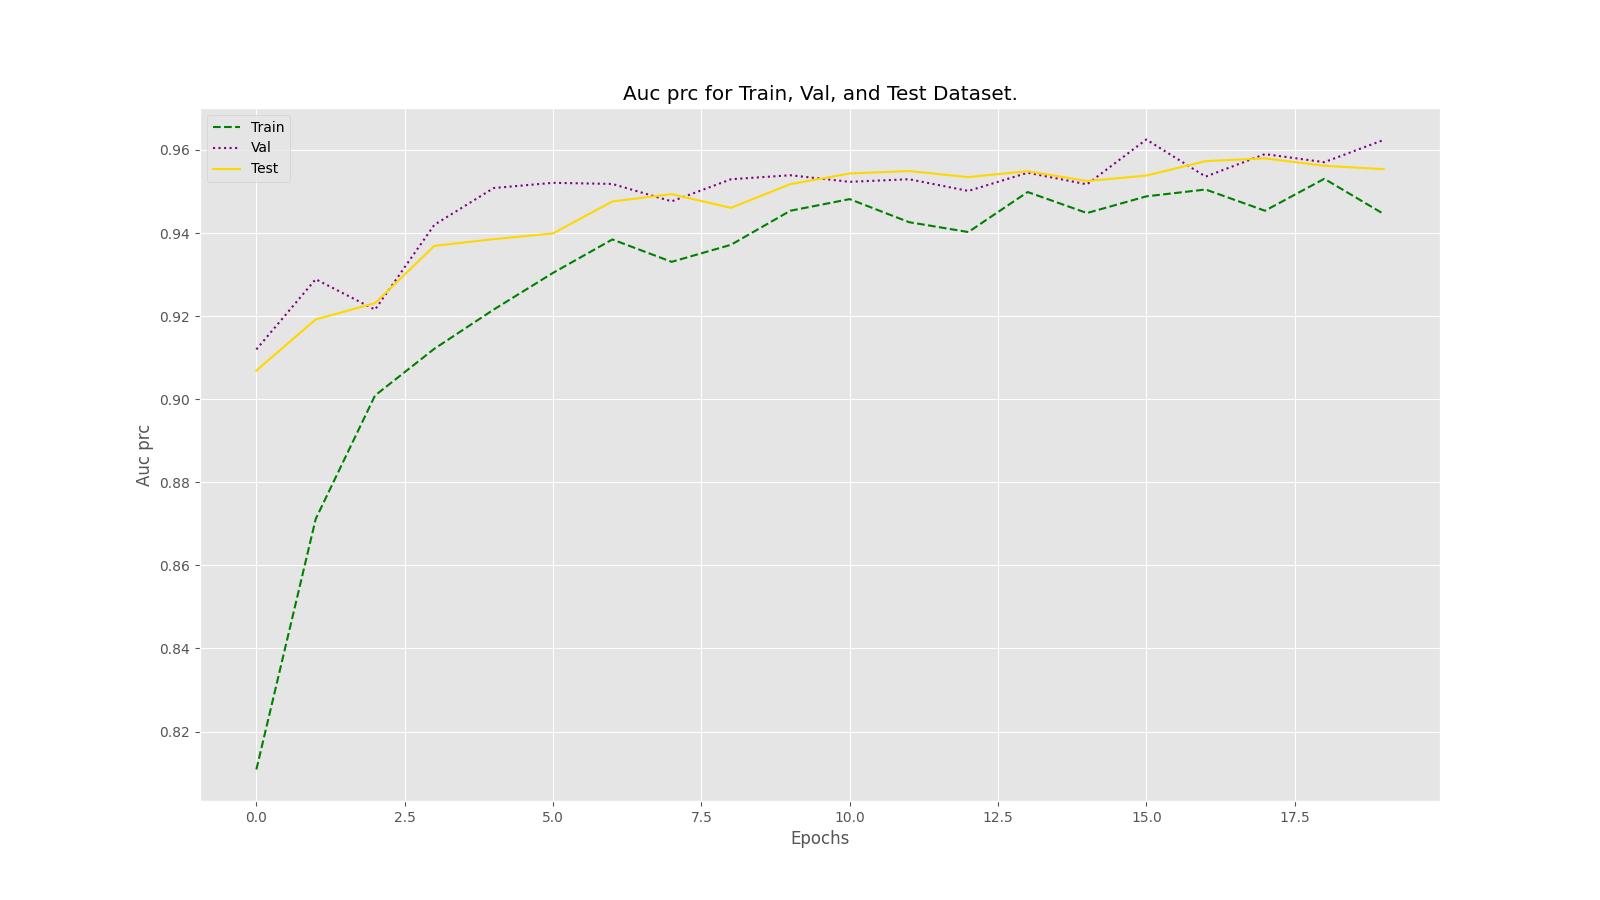 Auc prc for Train, Val, and Test Dataset.
Train
Val
Test
0.96
0.94
0.92
0.90
0.88
0.86
0.84
0.82
Auc prc
0.0 2.5 5.0 7.5 10.0 12.5 15.0 17.5
Epochs